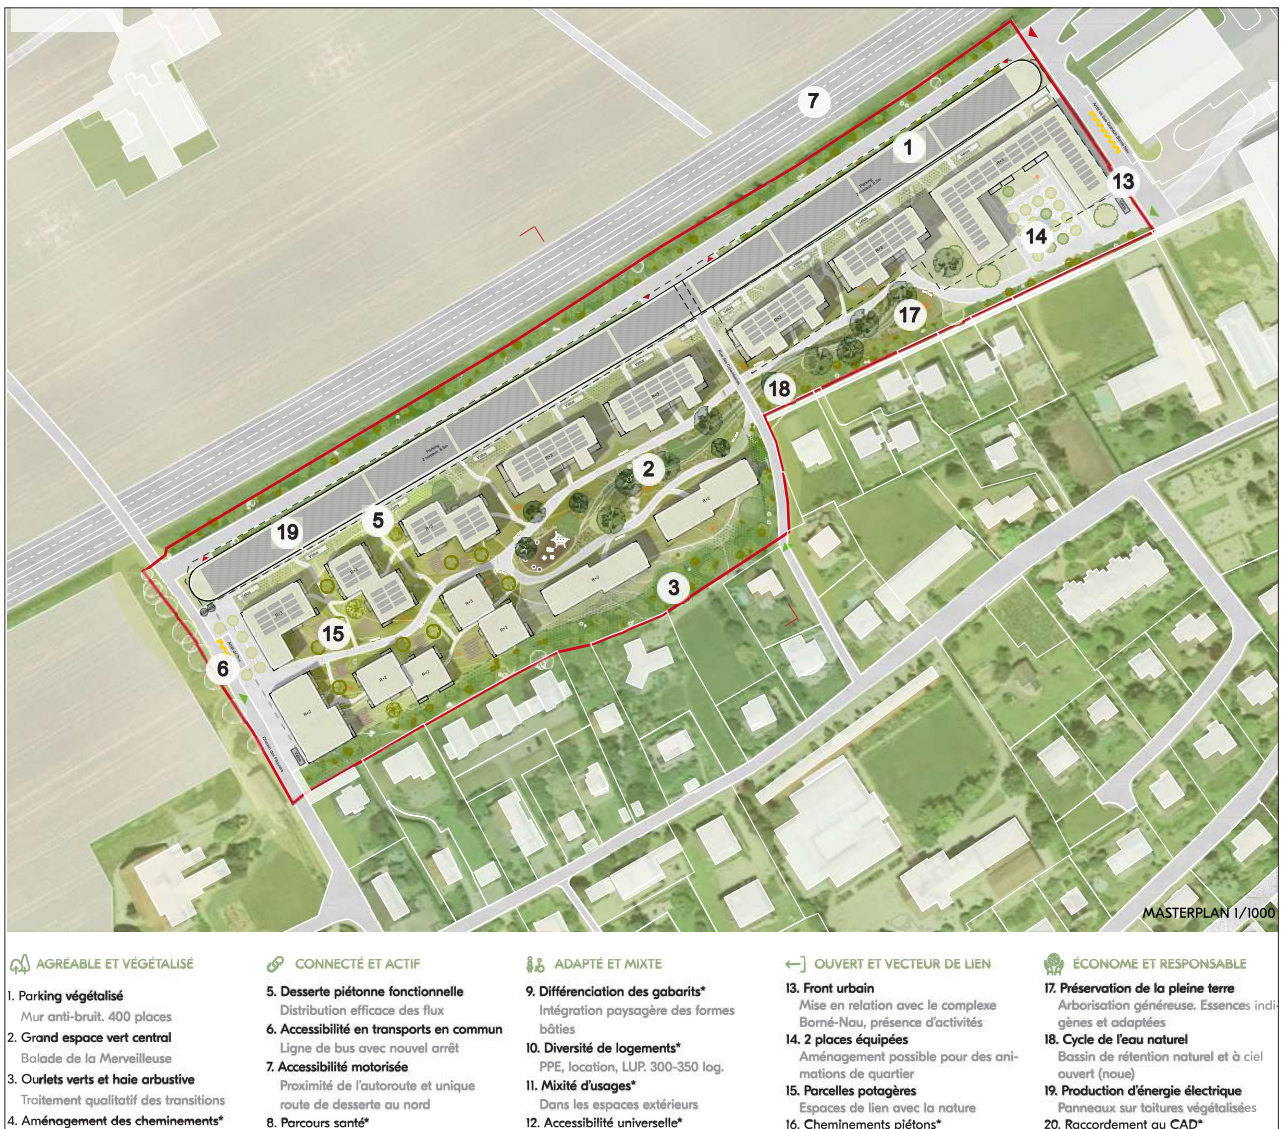 7
1
13
14
17
18
2
5
19
3
15
6
MASTERPLAN 1/1000
AGRÉABLE ET VÉGÉTALISÉ
1. Parking végétalisé
Mur anti-bruit. 400 places
2. Grand espace vert central
Balade de la Merveilleuse
3. Ourlets verts et haie arbustive
Traitement qualitatif des transitions
4. Aménagement des cheminements*
CONNECTÉ ET ACTIF
5. Desserte piétonne fonctionnelle
Distribution efficace des flux
6. Accessibilité en transports en commun
Ligne de bus avec nouvel arrêt
7. Accessibilité motorisée
Proximité de l'autoroute et unique
route de desserte au nord
8. Parcours santé*
ADAPTÉ ET MIXTE
9. Différenciation des gabarits*
Intégration paysagère des formes
bâties
10. Diversité de logements*
PPE, location, LUP. 300-350 log.
11. Mixité d'usages*
Dans les espaces extérieurs
12. Accessibilité universelle*
OUVERT ET VECTEUR DE LIEN
13. Front urbain
Mise en relation avec le complexe
Borné-Nau, présence d'activités
14. 2 places équipées
Aménagement possible pour des ani-
mations de quartier
15. Parcelles potagères
Espaces de lien avec la nature
16. Cheminements piétons*
ÉCONOME ET RESPONSABLE
17. Préservation de la pleine terre
Arborisation généreuse. Essences indi-
gènes et adaptées
18. Cycle de l'eau naturel
Bassin de rétention naturel et à ciel
ouvert (noue)
19. Production d'énergie électrique
Panneaux sur toitures végétalisées
20. Raccordement au CAD*